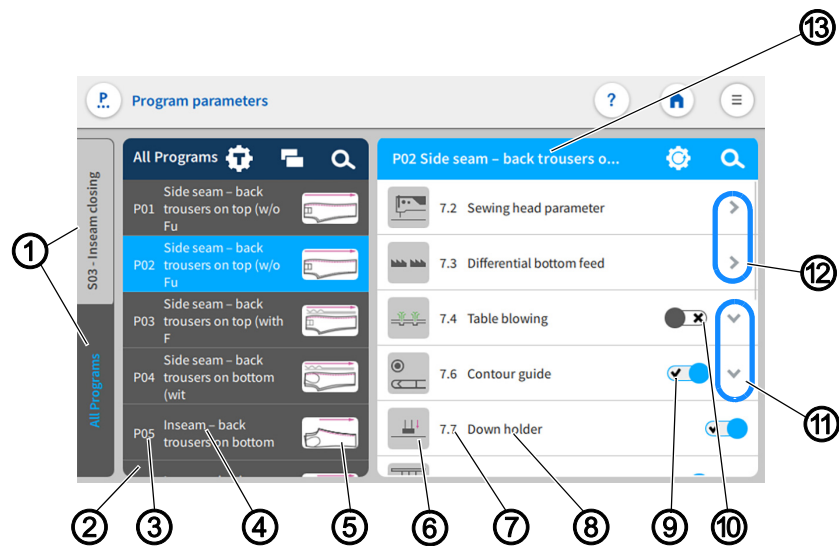 ⑬
P...
Program parameters
?
All Programs
T
P02 Side seam – back trousers o...
S03 - Inseam closing
All Programs
P01
Side seam – back
trousers on top (w/o
Fu
P02
Side seam – back
trousers on top (w/o
Fu
P03
Side seam – back
trousers on top (with
F
P04
Side seam – back
trousers on bottom
(wit
P05
Inseam – back
trousers on bottom
7.2 Sewing head parameter
7.3 Differential bottom feed
7.4 Table blowing
7.6 Contour guide
7.7 Down holder
①
⑫
⑪
② ③ ④ ⑤ ⑥ ⑦ ⑧ ⑨ ⑩